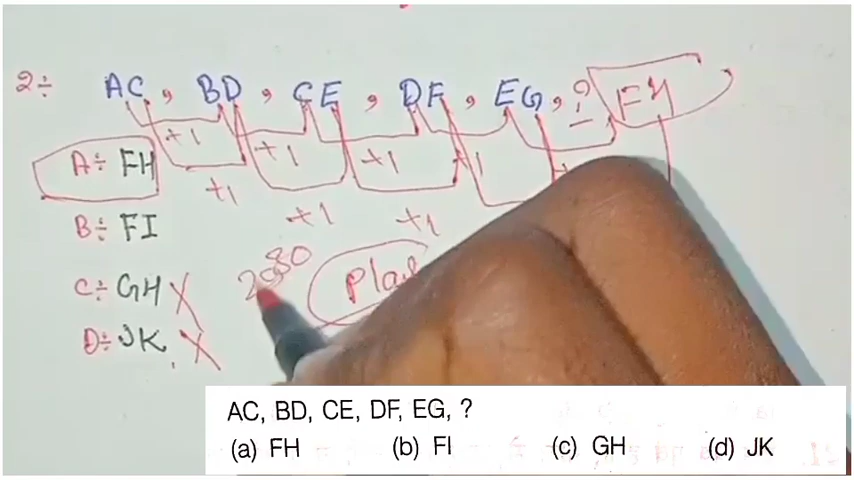 2÷ AC, BD, CE, DF, EG, ? FH
+1 +1 +1 +1
A÷ FH
+1 +1 +1
B÷ FI
C÷ GH X
D÷ JK, X
AC, BD, CE, DF, EG, ?
(a) FH (b) FI (c) GH (d) JK